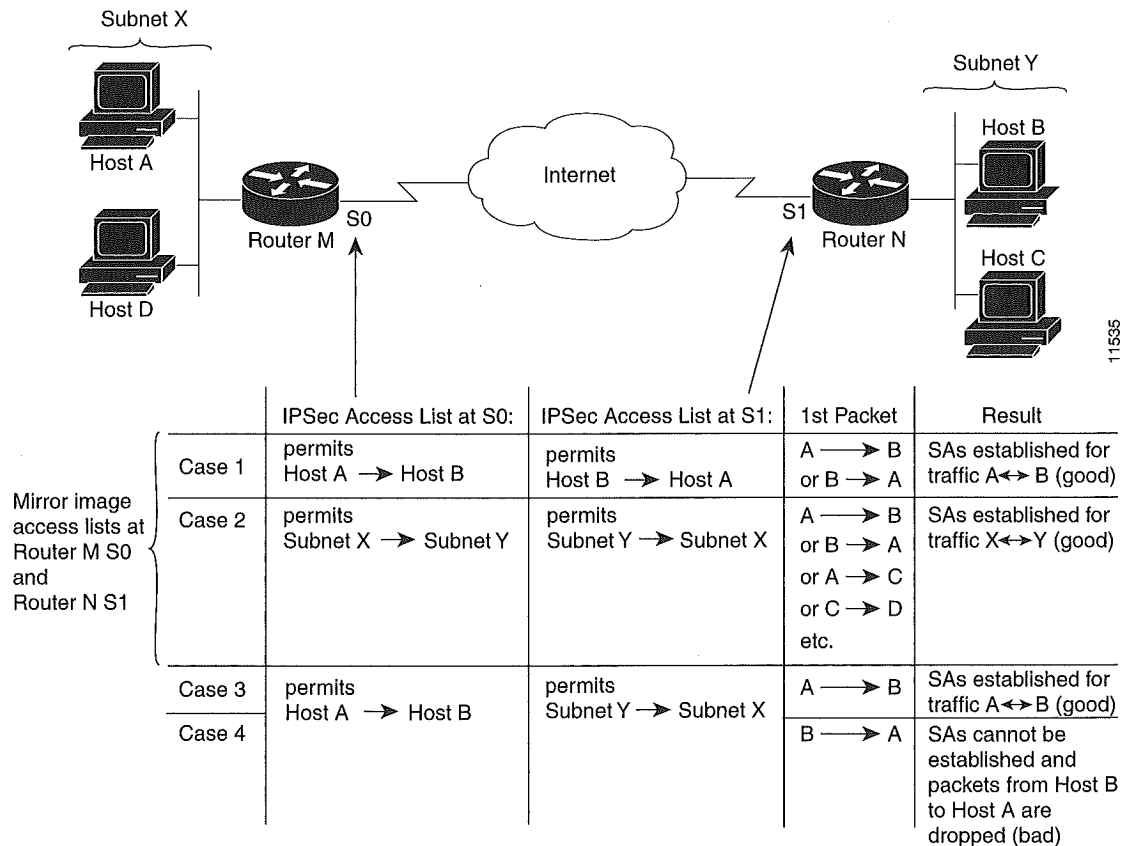 Subnet X
Subnet Y
Host A
Host B
Internet
S0
S1
Router M
Router N
Host C
Host D
11535
IPSec Access List at S0:
IPSec Access List at S1:
1st Packet
Result
Mirror image
access lists at
Router M S0
and
Router N S1
Case 1
permits
Host A → Host B
permits
Host B → Host A
A → B
or B → A
SAs established for
traffic A↔B (good)
Case 2
permits
Subnet X → Subnet Y
permits
Subnet Y → Subnet X
A → B
or B → A
or A → C
or C → D
etc.
SAs established for
traffic X↔Y (good)
Case 3
permits
Host A → Host B
permits
Subnet Y → Subnet X
A → B
SAs established for
traffic A↔B (good)
Case 4
B → A
SAs cannot be
established and
packets from Host B
to Host A are
dropped (bad)